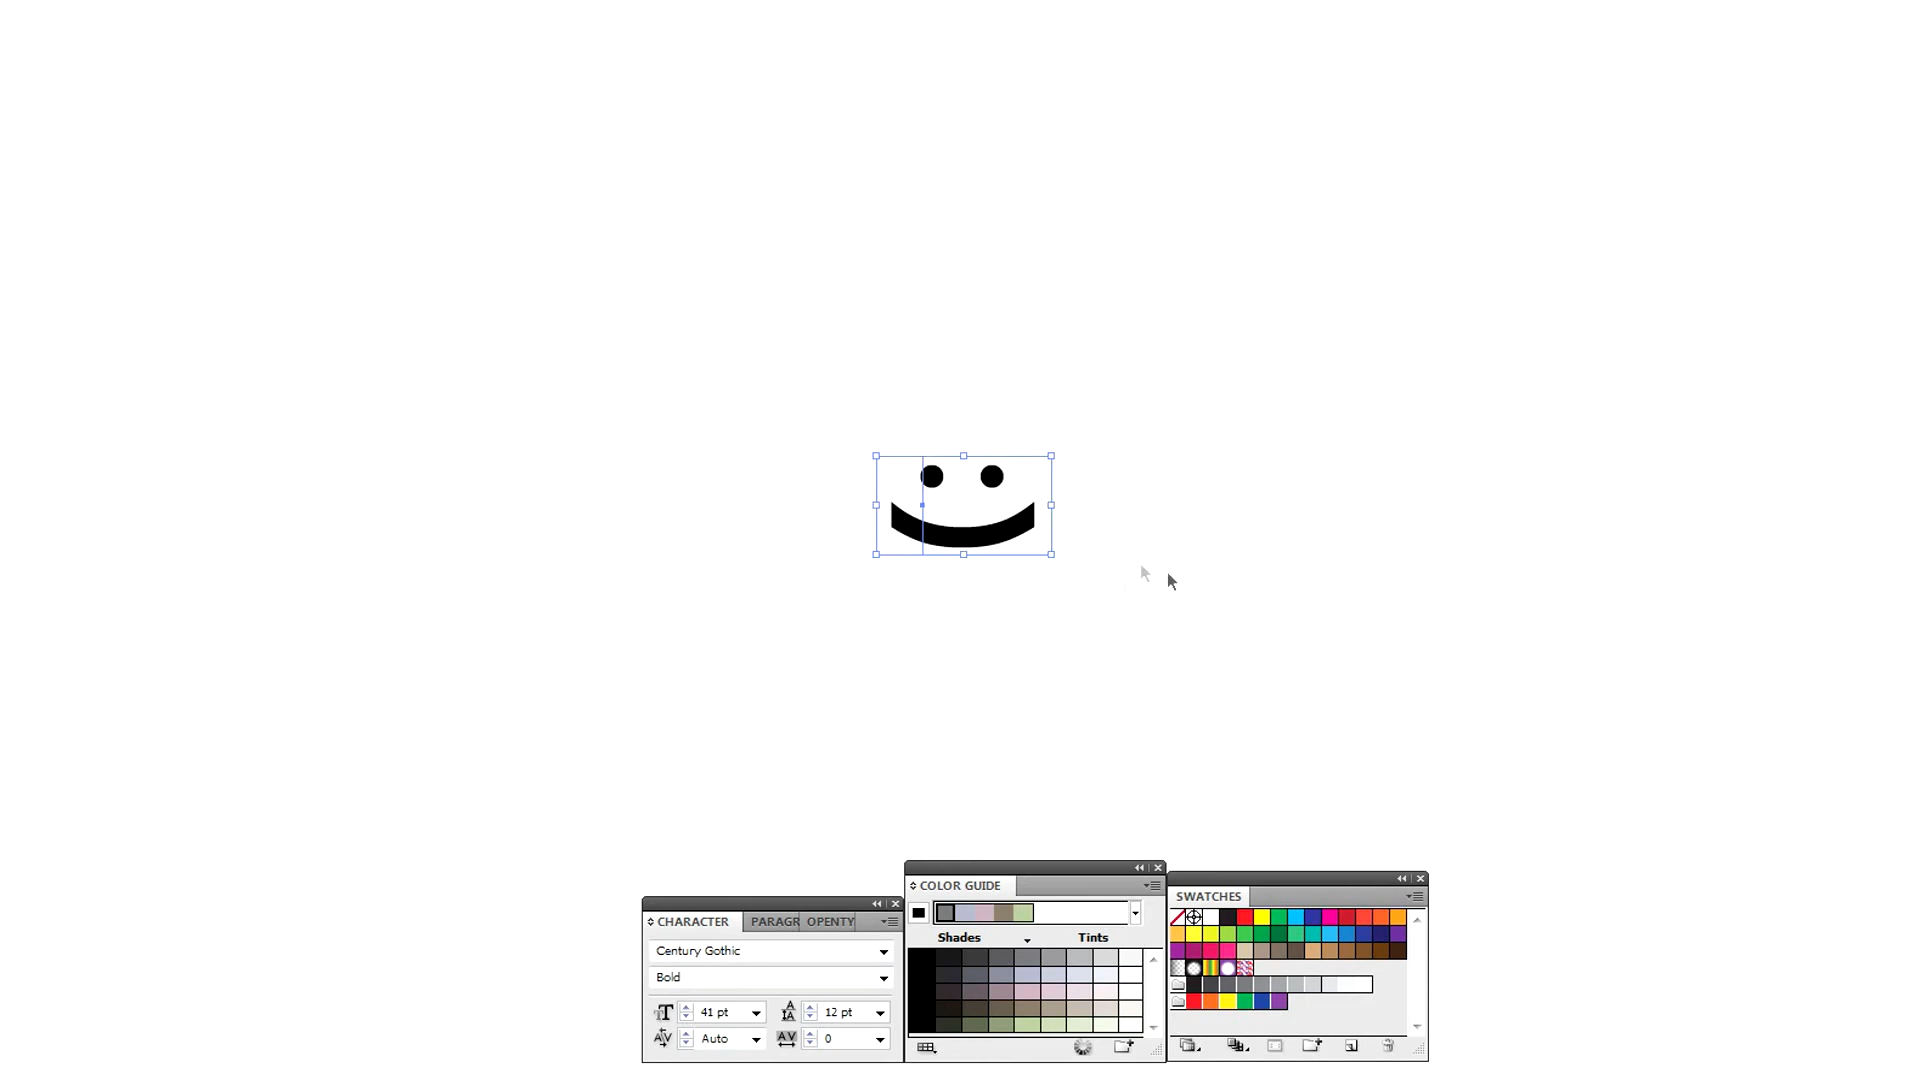 COLOR GUIDE
SWATCHES
CHARACTER PARAGR OPENTY
Shades Tints
Century Gothic
Bold
41 pt 12 pt
Auto 0